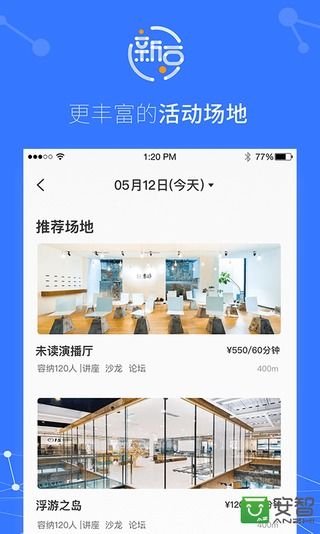 新言
更丰富的活动场地
1:20 PM
77%
05月12日(今天)
推荐场地
未读演播厅
¥550/60分钟
容纳120人 |讲座 沙龙 论坛
400m
浮游之岛
容纳120人 |讲座 沙龙 论坛
400m
安智
ANZHI